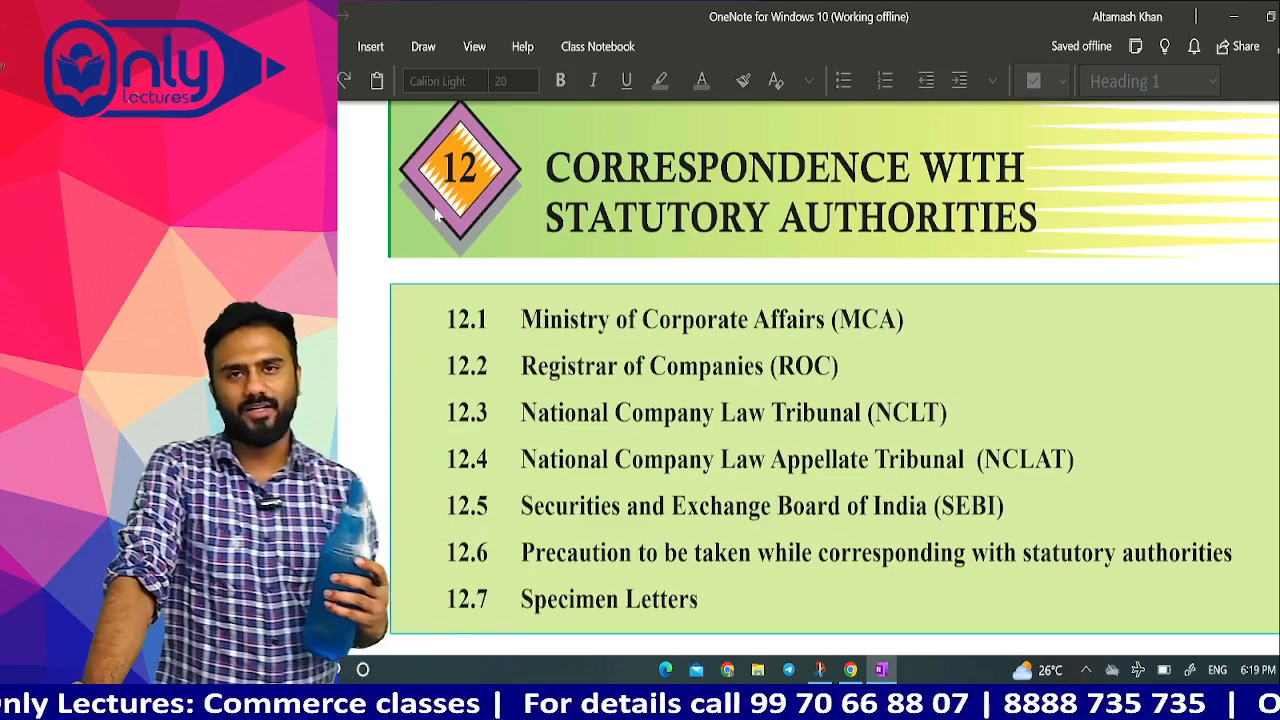 Only
lectures
OneNote for Windows 10 (Working offline)
Altamash Khan
Insert Draw View Help Class Notebook
Saved offline
Share
Calibri Light 20 B I U A A Heading 1
12
CORRESPONDENCE WITH
STATUTORY AUTHORITIES
12.1 Ministry of Corporate Affairs (MCA)
12.2 Registrar of Companies (ROC)
12.3 National Company Law Tribunal (NCLT)
12.4 National Company Law Appellate Tribunal (NCLAT)
12.5 Securities and Exchange Board of India (SEBI)
12.6 Precaution to be taken while corresponding with statutory authorities
12.7 Specimen Letters
26°C ENG 6:19 PM
nly Lectures: Commerce classes | For details call 99 70 66 88 07 | 8888 735 735 | O